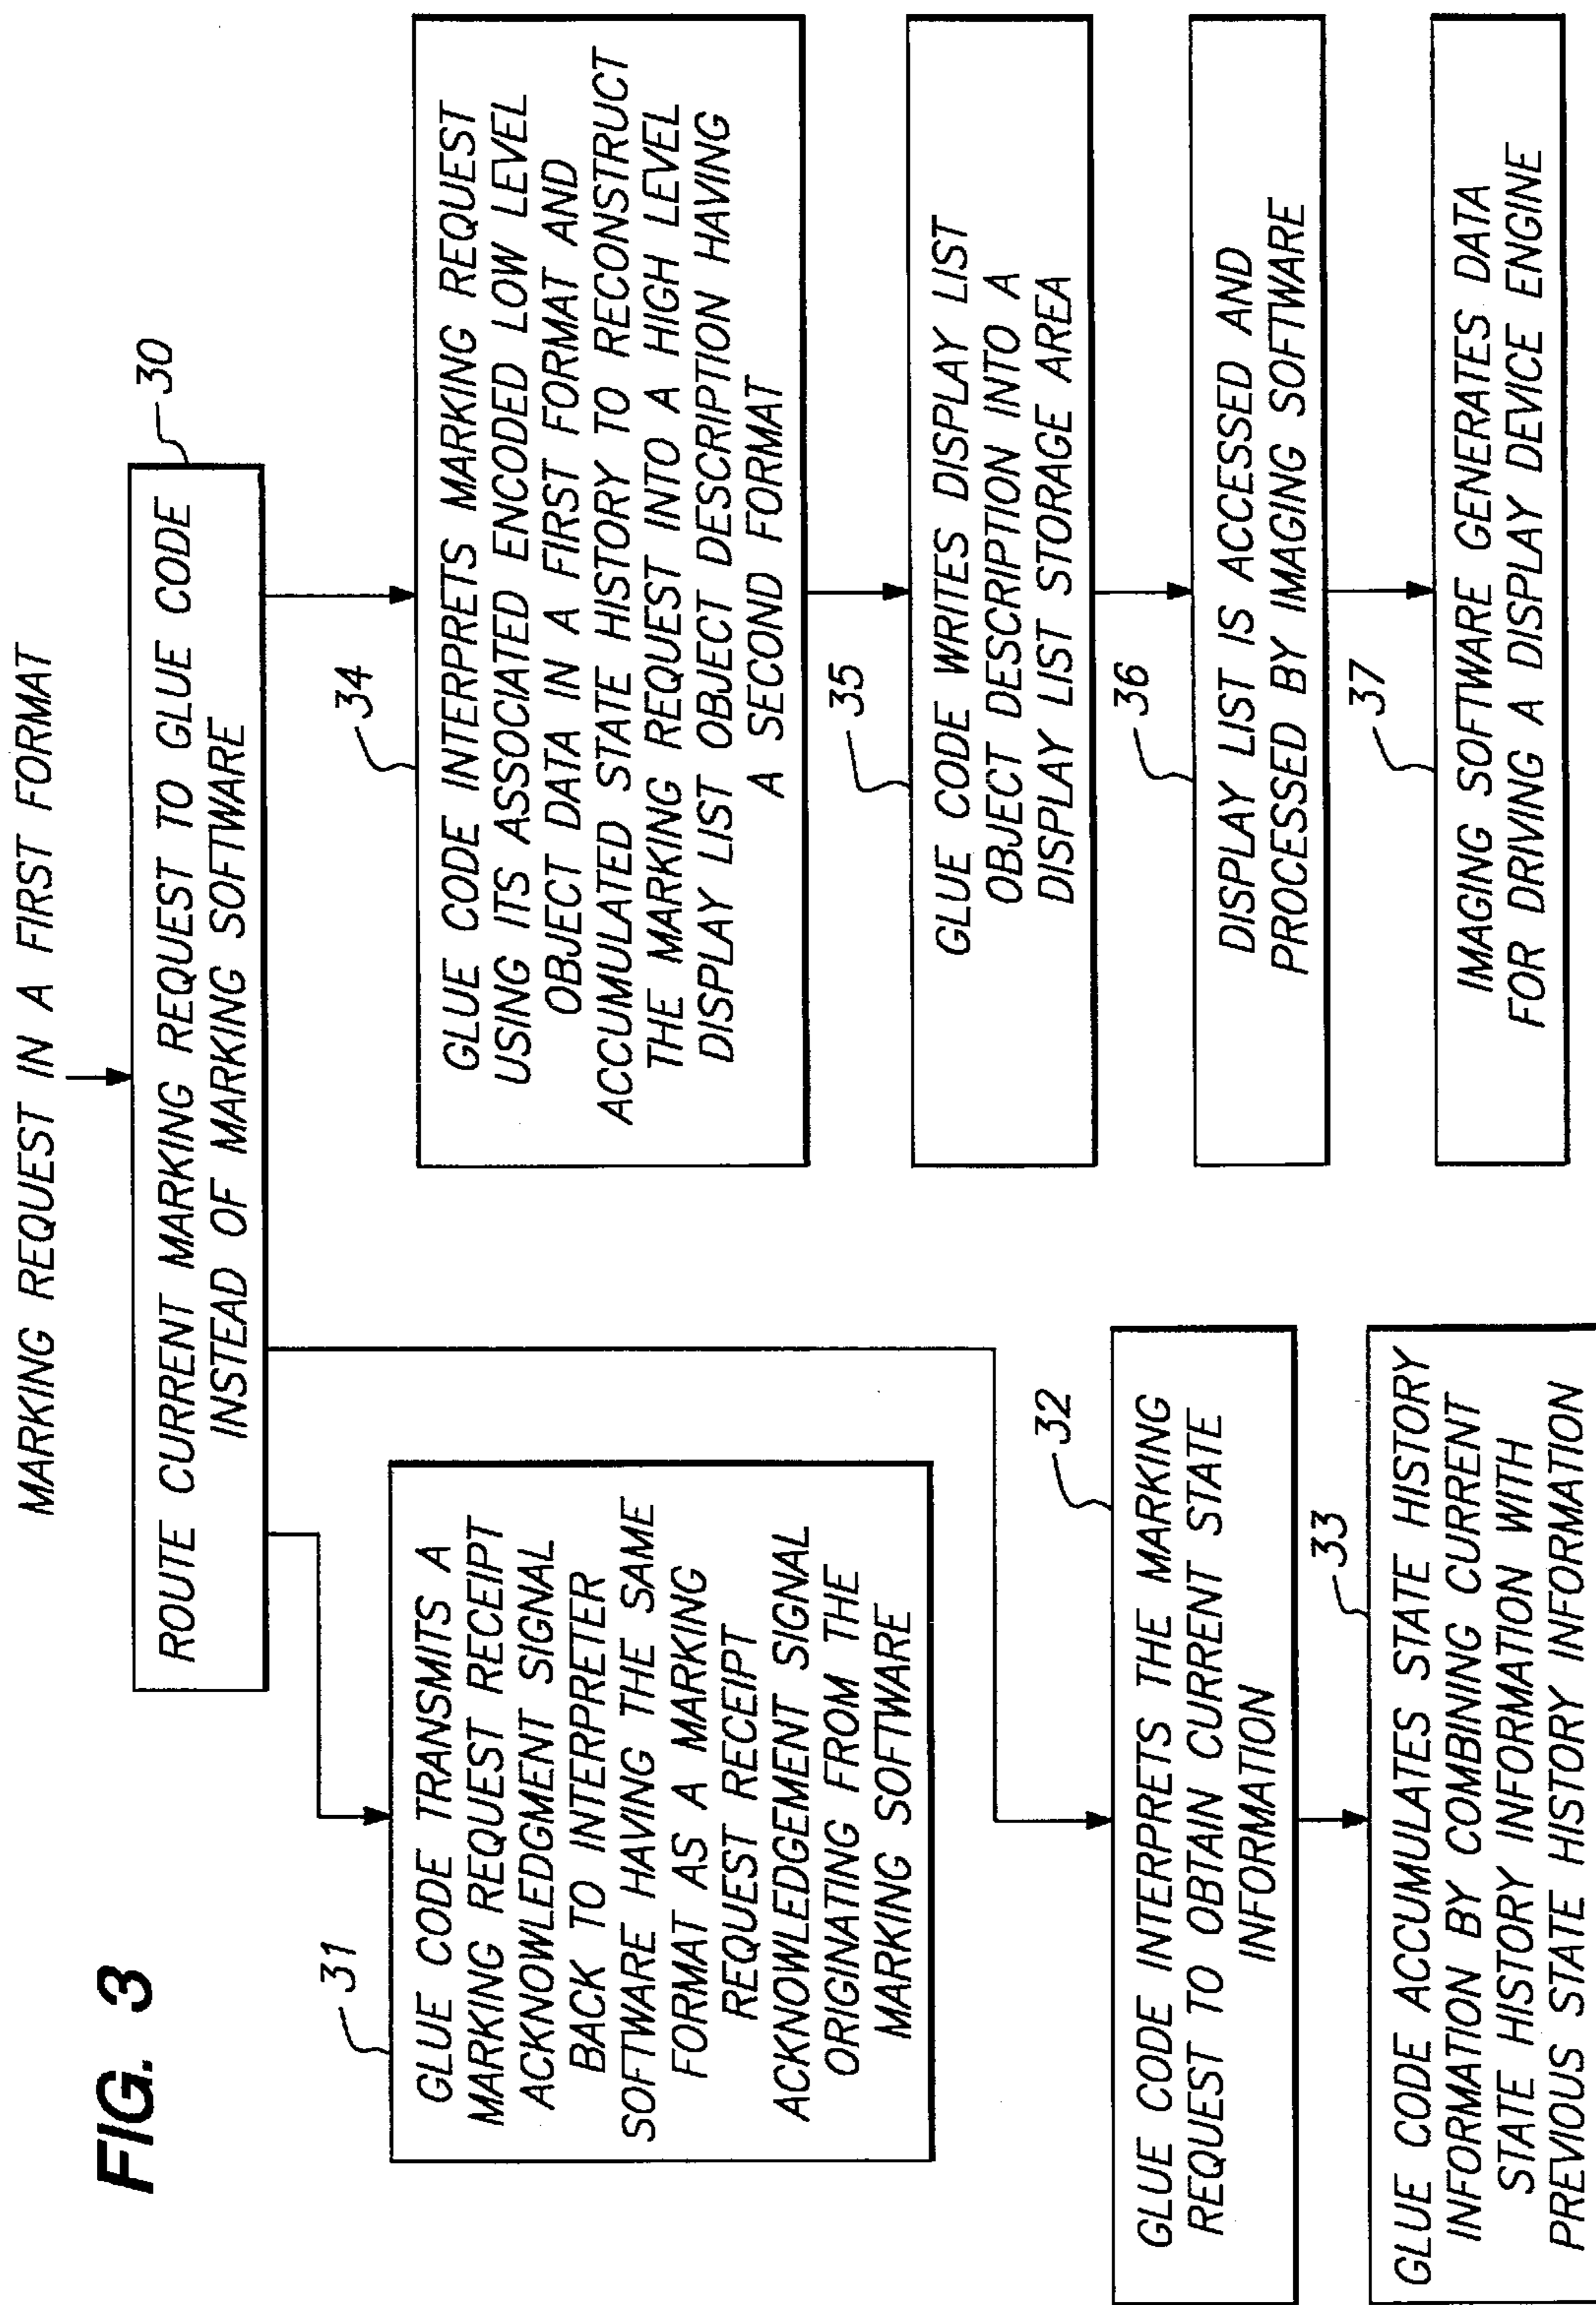 FIG. 3
MARKING REQUEST IN A FIRST FORMAT
30
ROUTE CURRENT MARKING REQUEST TO GLUE CODE
INSTEAD OF MARKING SOFTWARE
31
GLUE CODE TRANSMITS A
MARKING REQUEST RECEIPT
ACKNOWLEDGMENT SIGNAL
BACK TO INTERPRETER
SOFTWARE HAVING THE SAME
FORMAT AS A MARKING
REQUEST RECEIPT
ACKNOWLEDGEMENT SIGNAL
ORIGINATING FROM THE
MARKING SOFTWARE
32
GLUE CODE INTERPRETS THE MARKING
REQUEST TO OBTAIN CURRENT STATE
INFORMATION
33
GLUE CODE ACCUMULATES STATE HISTORY
INFORMATION BY COMBINING CURRENT
STATE HISTORY INFORMATION WITH
PREVIOUS STATE HISTORY INFORMATION
34
GLUE CODE INTERPRETS MARKING REQUEST
USING ITS ASSOCIATED ENCODED LOW LEVEL
OBJECT DATA IN A FIRST FORMAT AND
ACCUMULATED STATE HISTORY TO RECONSTRUCT
THE MARKING REQUEST INTO A HIGH LEVEL
DISPLAY LIST OBJECT DESCRIPTION HAVING
A SECOND FORMAT
35
GLUE CODE WRITES DISPLAY LIST
OBJECT DESCRIPTION INTO A
DISPLAY LIST STORAGE AREA
36
DISPLAY LIST IS ACCESSED AND
PROCESSED BY IMAGING SOFTWARE
37
IMAGING SOFTWARE GENERATES DATA
FOR DRIVING A DISPLAY DEVICE ENGINE